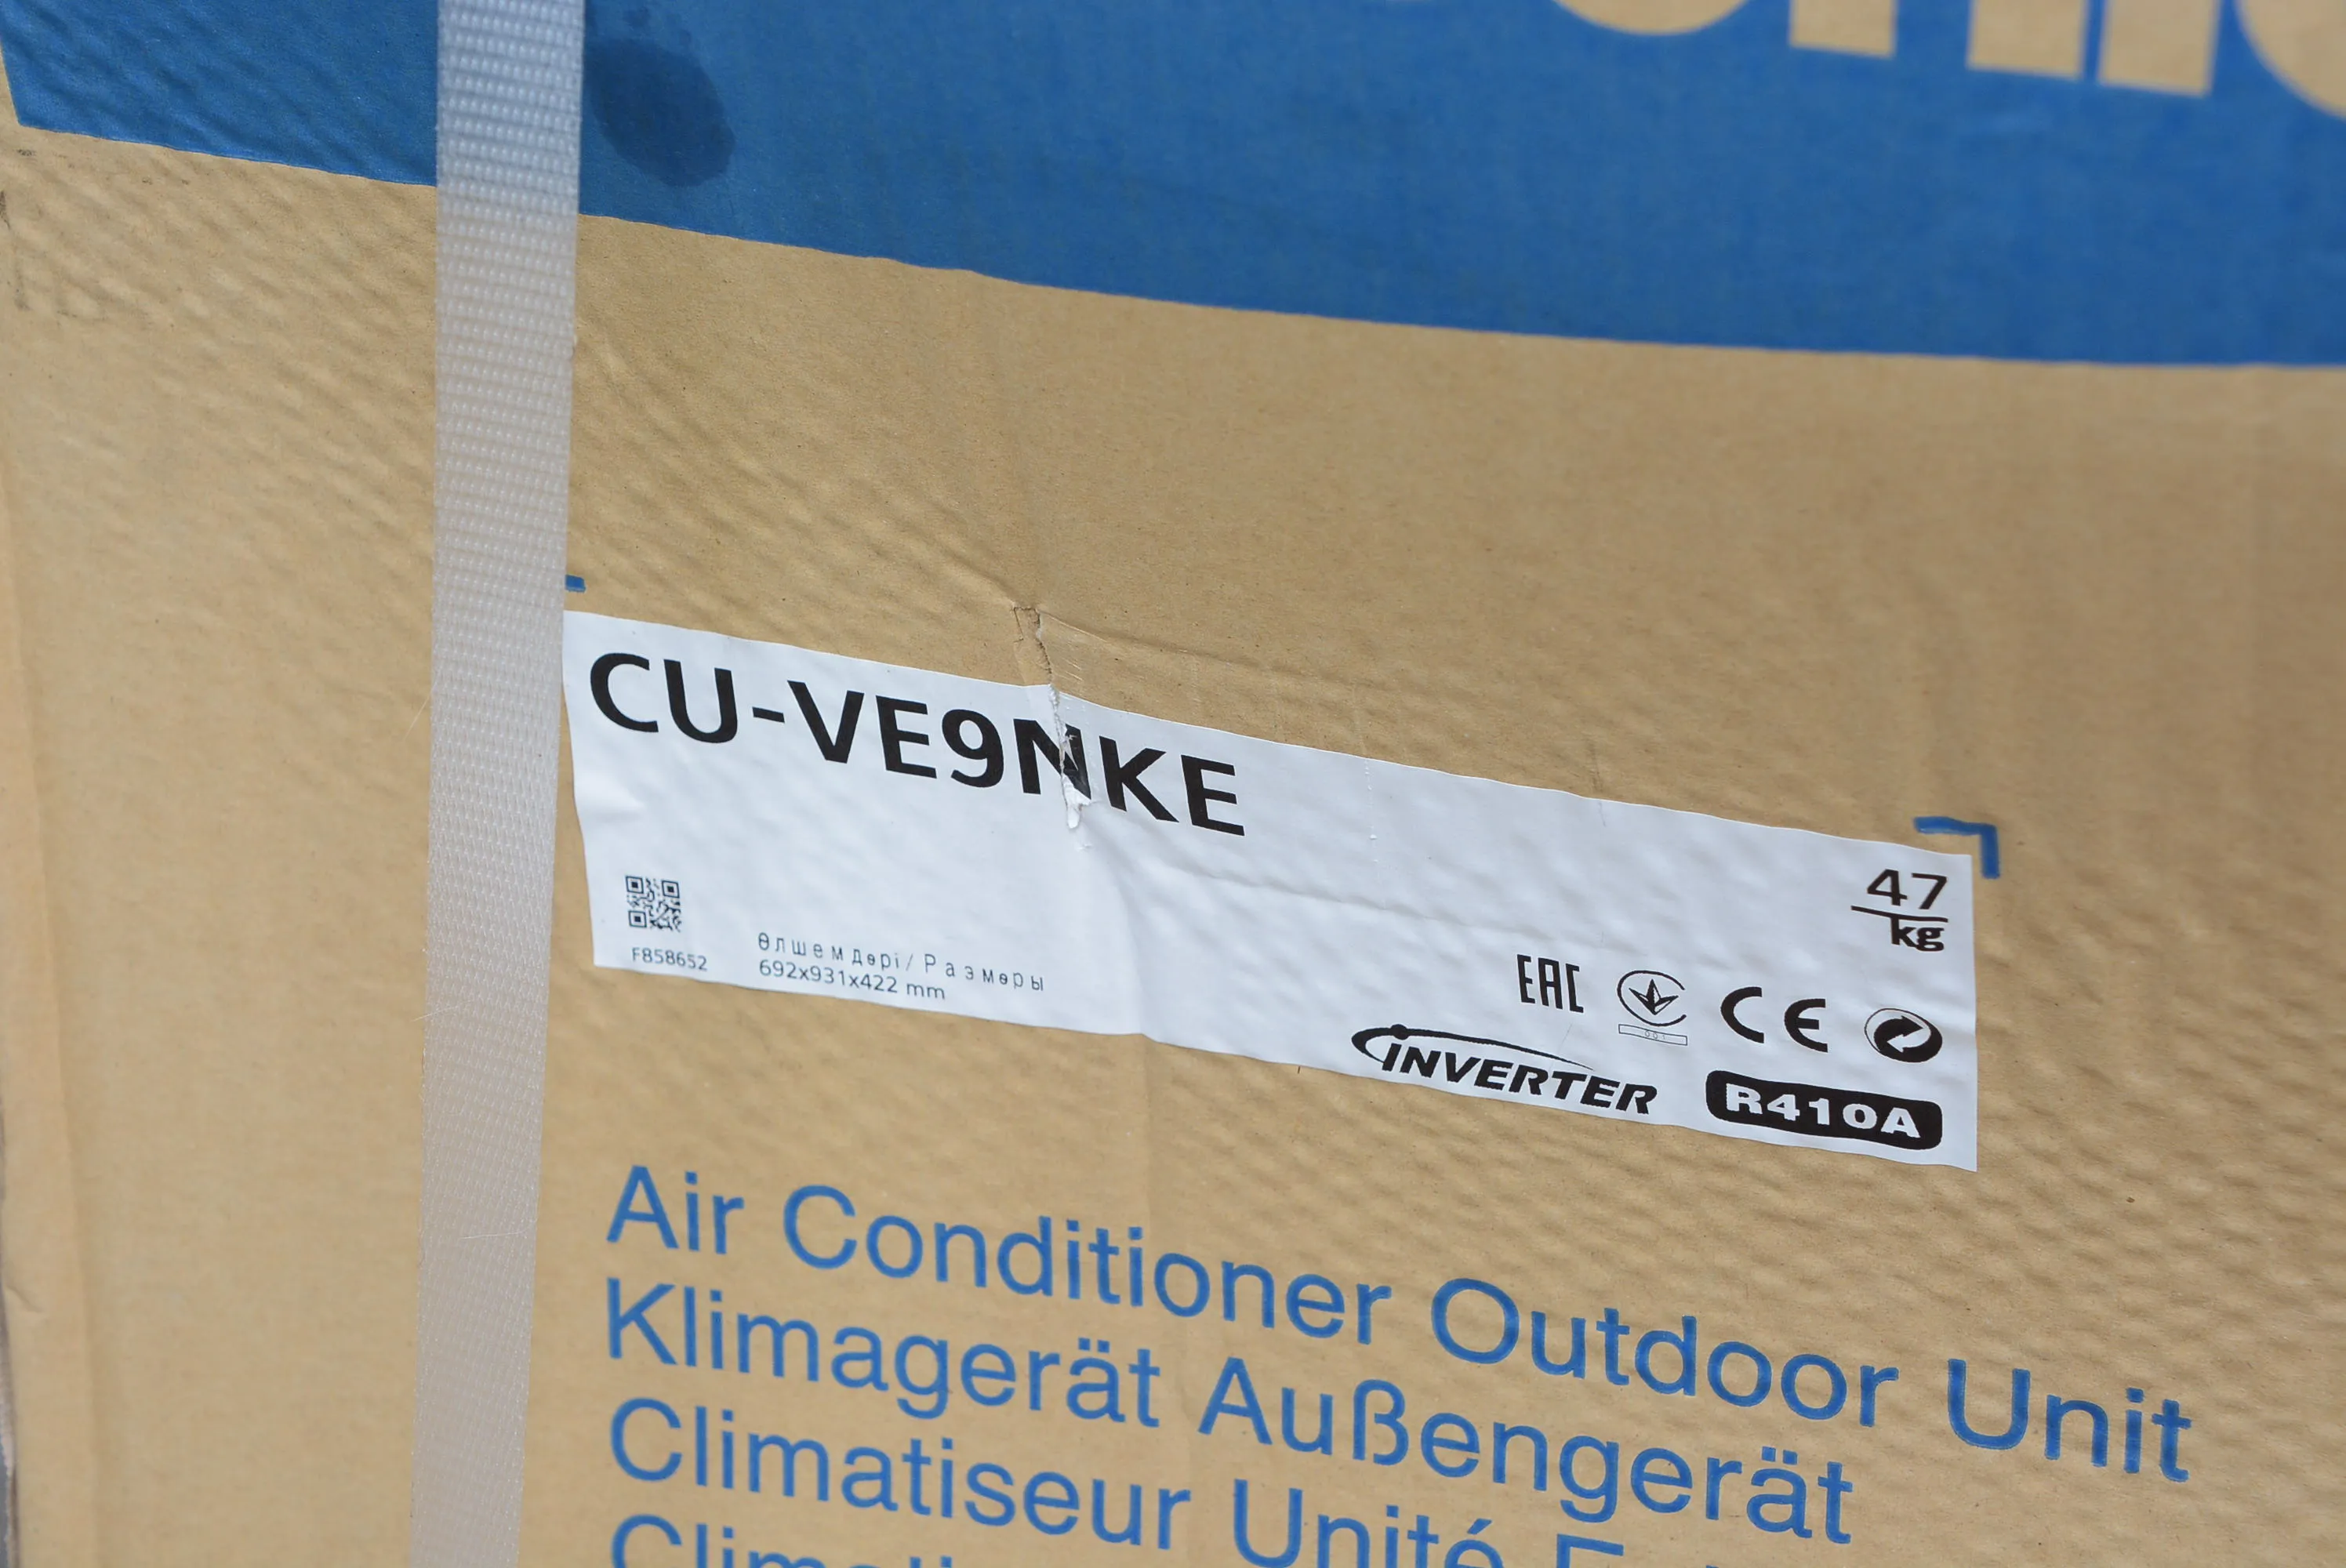 CU-VE9NKE
47
kg
F858652
Өлшемдері/ Размеры
692x931x422 mm
EAC
001
CE
INVERTER
R410A
Air Conditioner Outdoor Unit
Klimagerät Außengerät
Climatiseur Unité